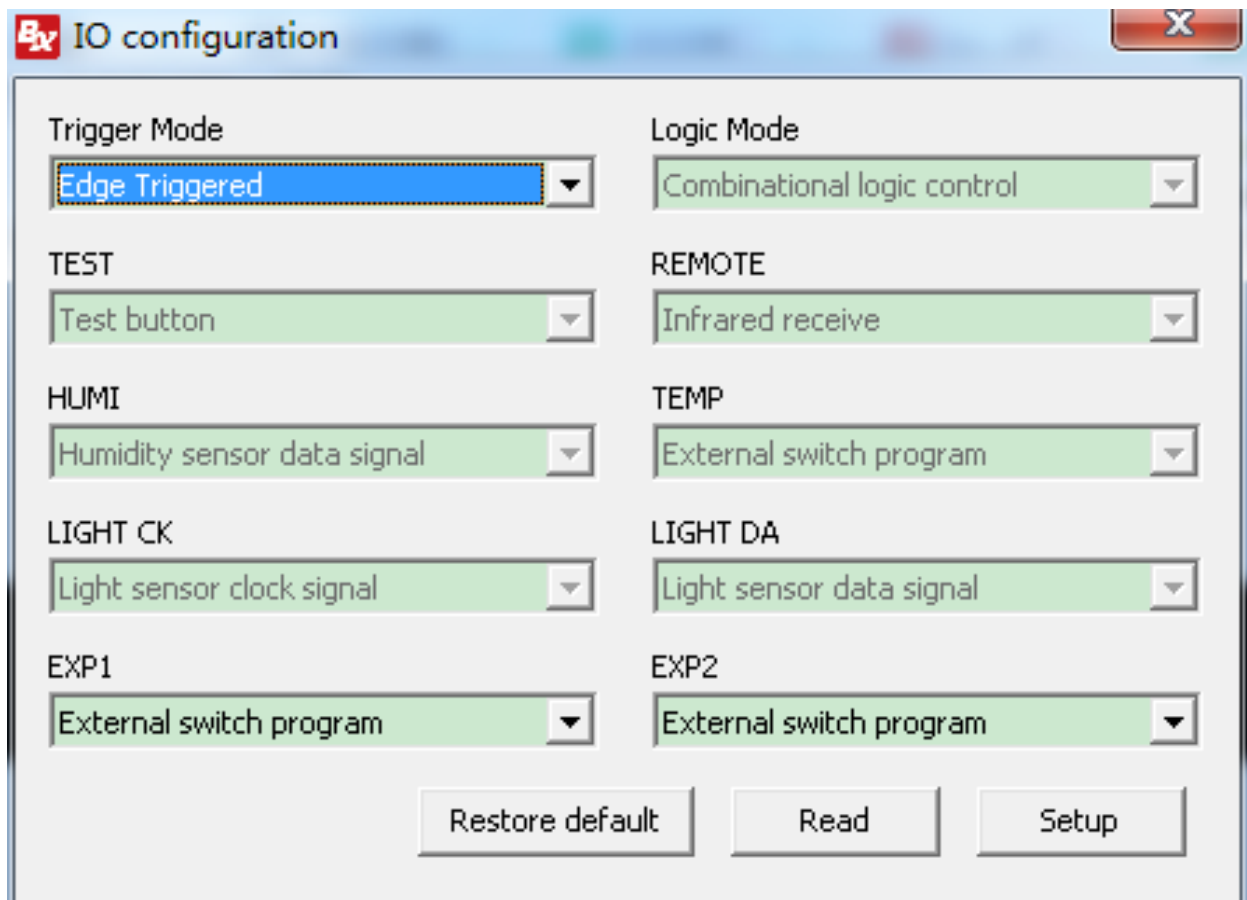 BX IO configuration
Trigger Mode
Logic Mode
Edge Triggered
Combinational logic control
TEST
REMOTE
Test button
Infrared receive
HUMI
TEMP
Humidity sensor data signal
External switch program
LIGHT CK
LIGHT DA
Light sensor clock signal
Light sensor data signal
EXP1
EXP2
External switch program
External switch program
Restore default
Read
Setup